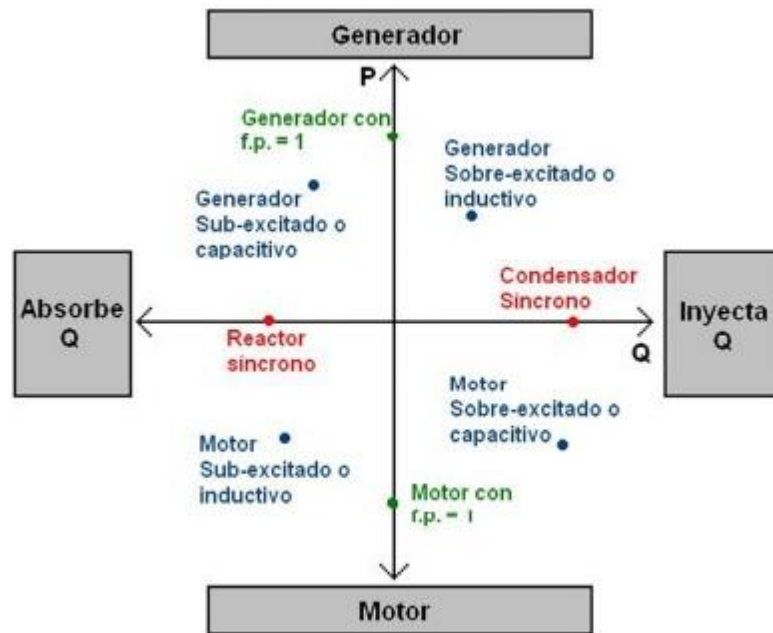 Generador
P
Generador con
f.p. = 1
Generador
Sobre-excitado o
inductivo
Generador
Sub-excitado o
capacitivo
Absorbe
Q
Condensador
Síncrono
Inyecta
Q
Reactor
síncrono
Q
Motor
Sobre-excitado o
capacitivo
Motor
Sub-excitado o
inductivo
Motor con
f.p. = 1
Motor